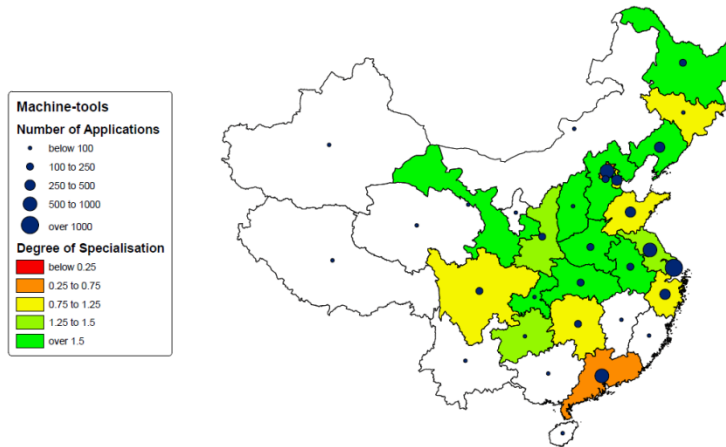 Machine-tools
Number of Applications
below 100
100 to 250
250 to 500
500 to 1000
over 1000
Degree of Specialisation
below 0.25
0.25 to 0.75
0.75 to 1.25
1.25 to 1.5
over 1.5